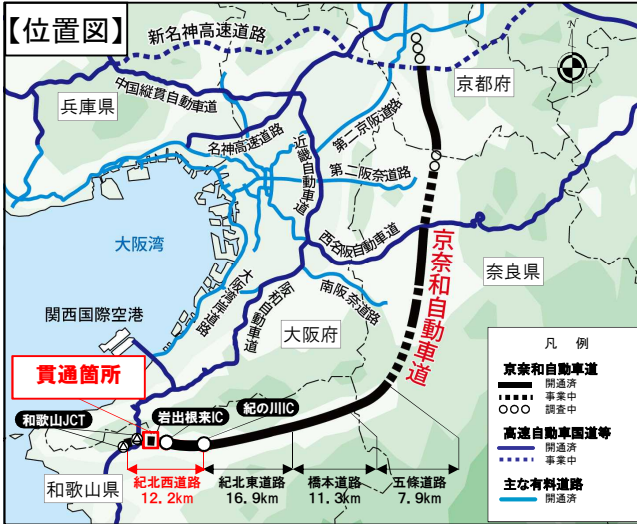 【位置図】
新名神高速道路
N
京都府
兵庫県
中国縦貫自動車道
第二京阪道路
名神高速道路
近畿自動車道
第二阪奈道路
大阪湾
西名阪自動車道
京奈和自動車道
奈良県
大阪湾岸道路
阪和自動車道
南阪奈道路
関西国際空港
大阪府
貫通箇所
和歌山JCT
岩出根来IC
紀の川IC
和歌山県
紀北西道路
12.2km
紀北東道路
16.9km
橋本道路
11.3km
五條道路
7.9km
凡 例
京奈和自動車道
開通済
事業中
調査中
高速自動車国道等
開通済
事業中
主な有料道路
開通済